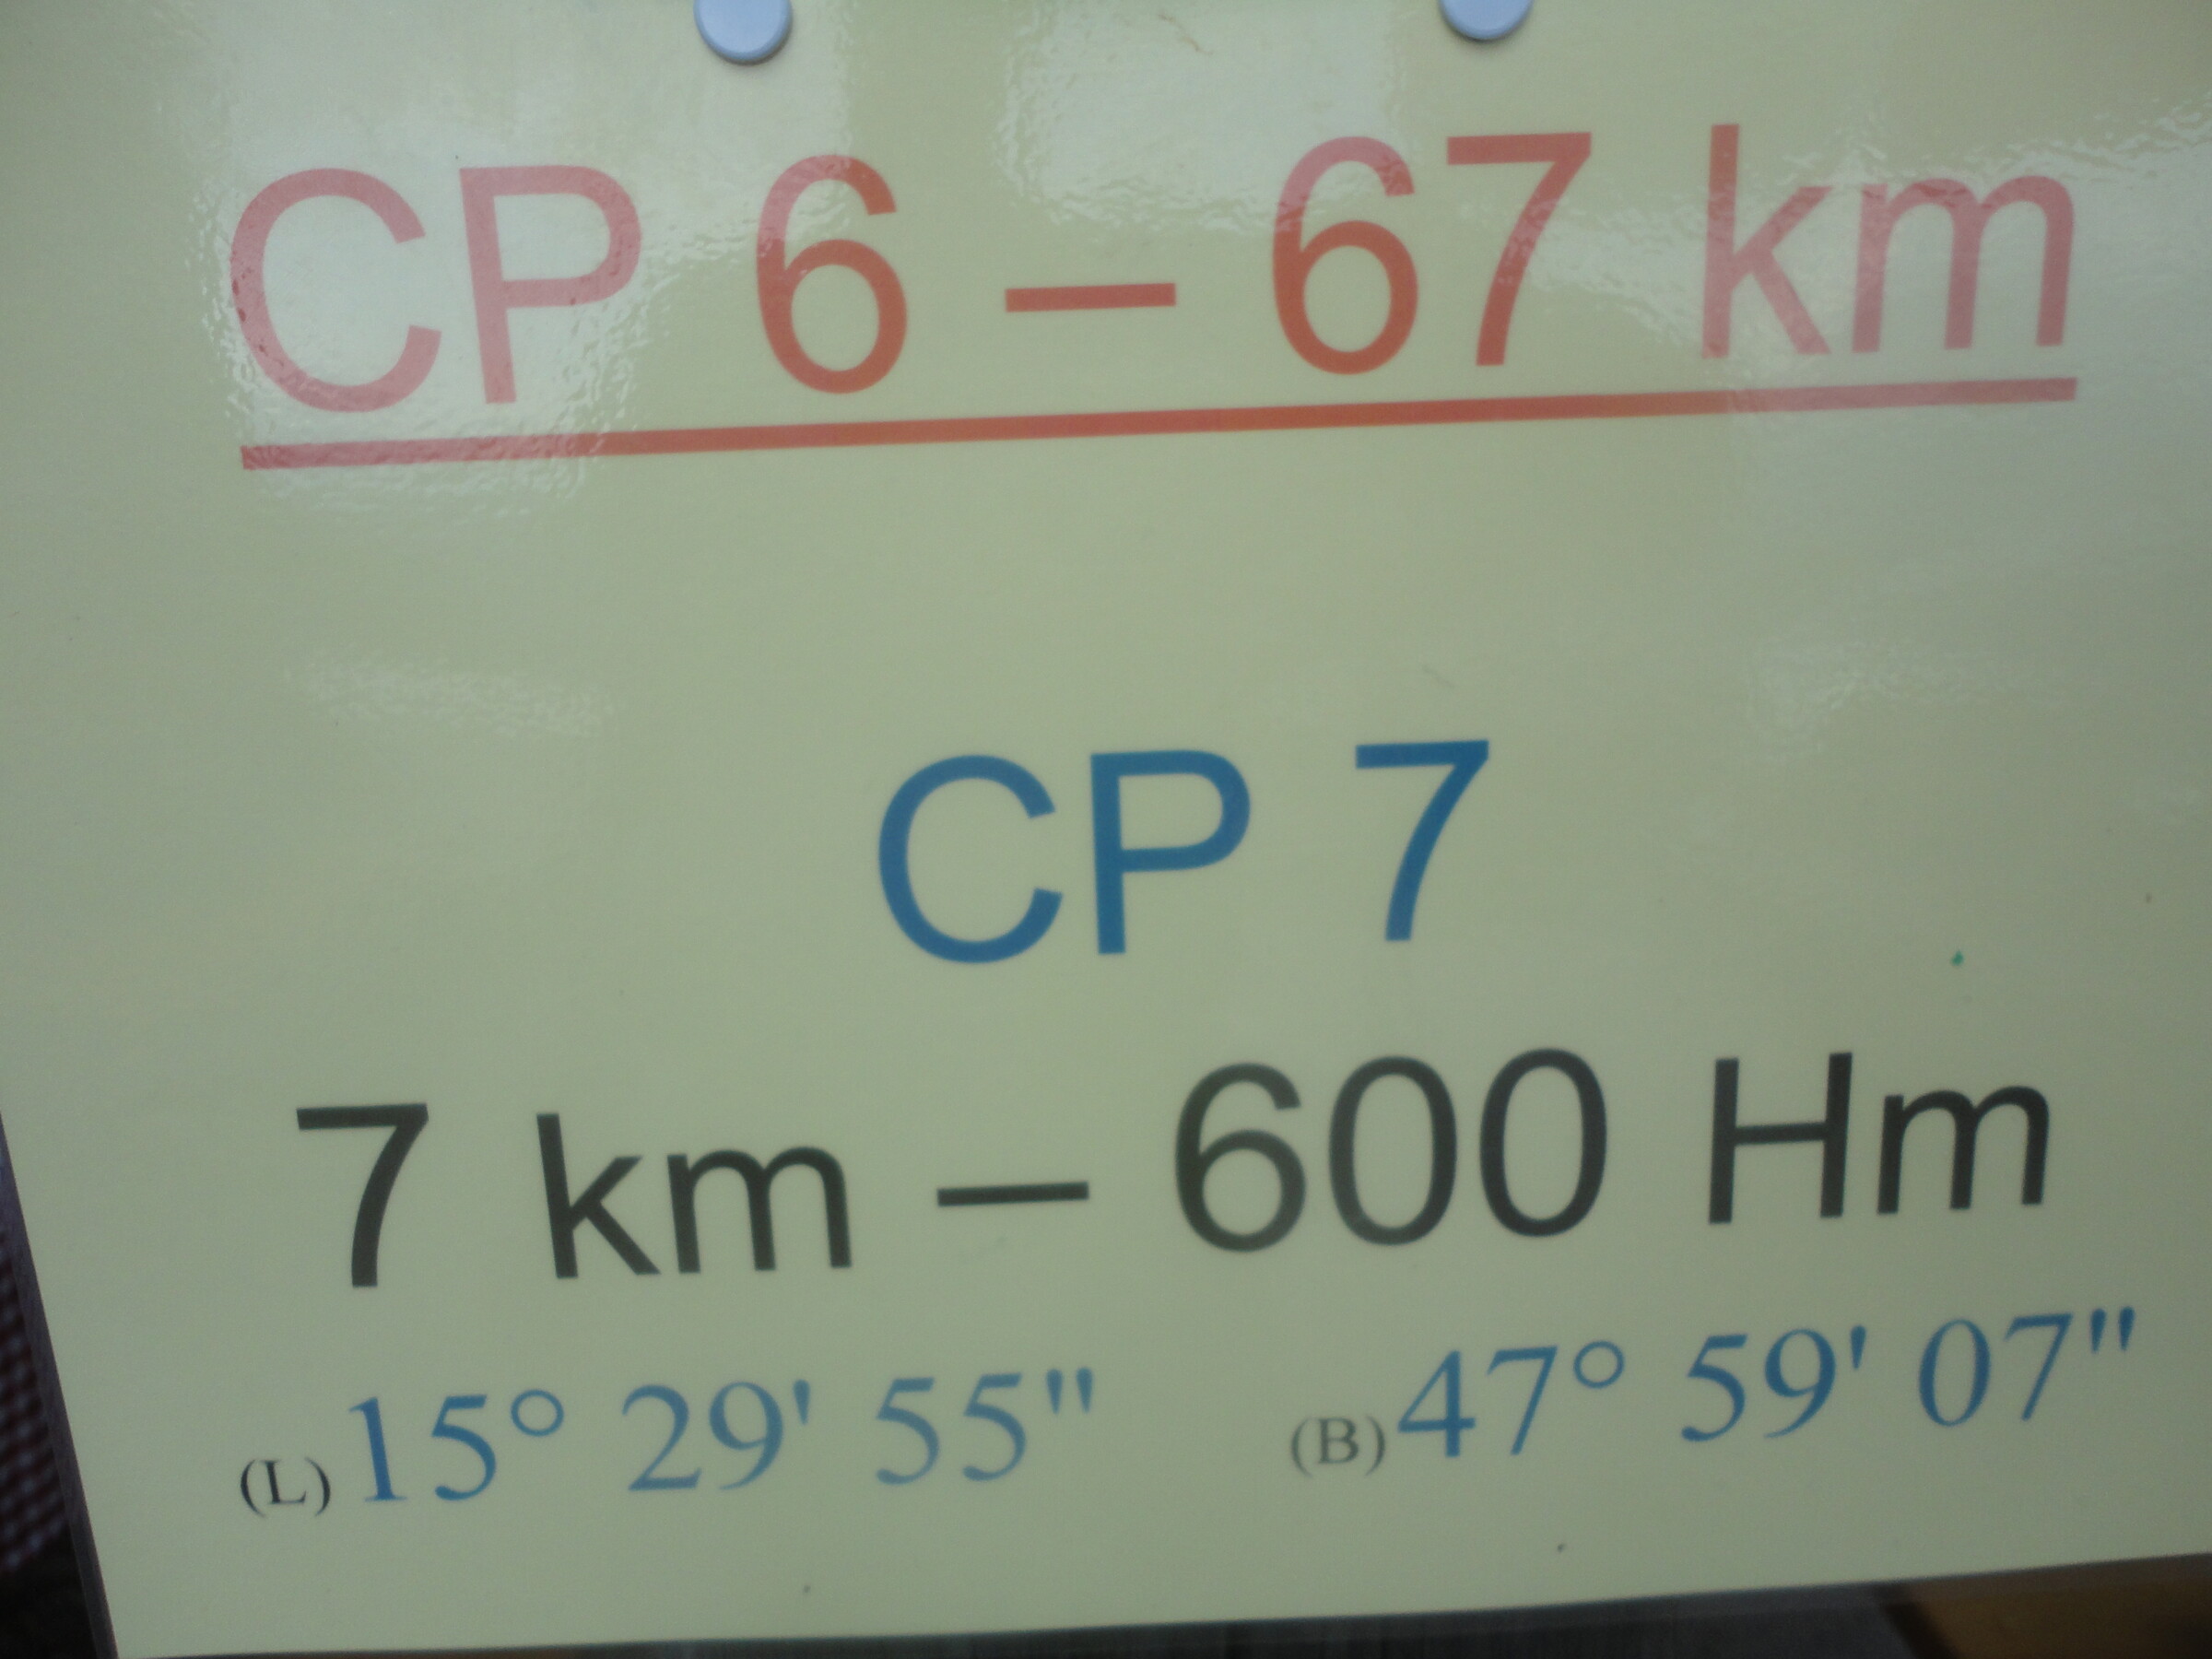 CP 6 – 67 km
CP 7
7 km – 600 Hm
(L) 15° 29' 55" (B) 47° 59' 07"